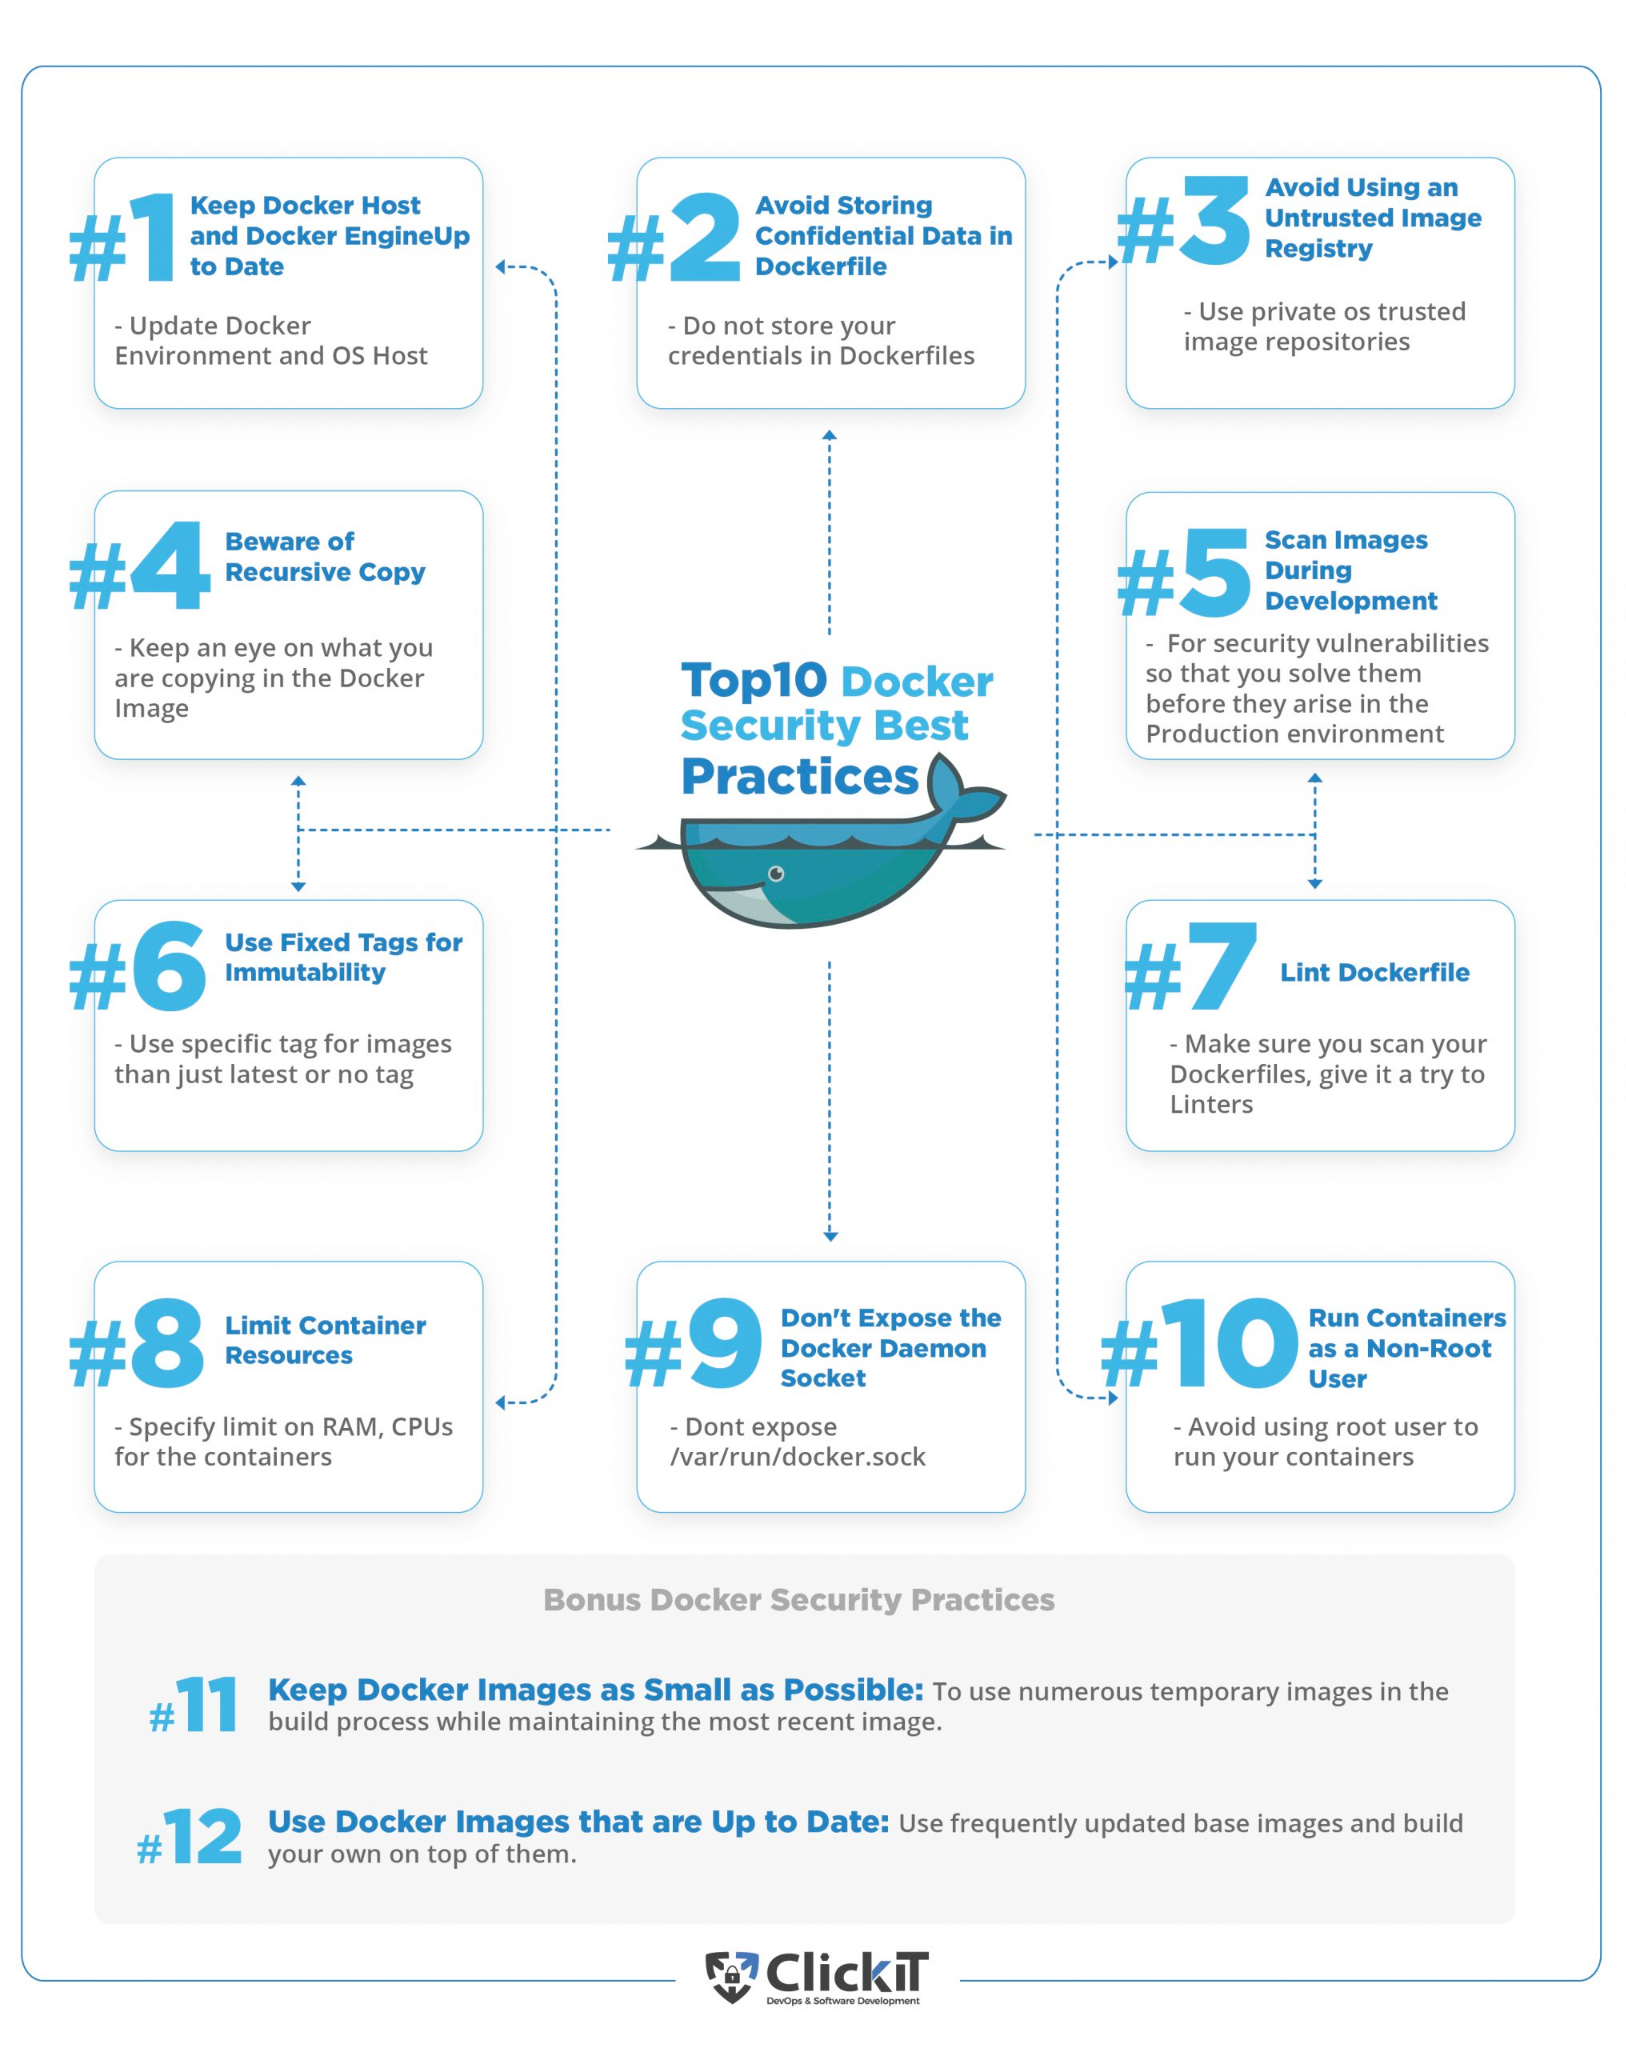 #1
Keep Docker Host
and Docker EngineUp
to Date
- Update Docker
Environment and OS Host
#2
Avoid Storing
Confidential Data in
Dockerfile
- Do not store your
credentials in Dockerfiles
#3
Avoid Using an
Untrusted Image
Registry
- Use private os trusted
image repositories
#4
Beware of
Recursive Copy
- Keep an eye on what you
are copying in the Docker
Image
Top10 Docker
Security Best
Practices
#5
Scan Images
During
Development
- For security vulnerabilities
so that you solve them
before they arise in the
Production environment
#6
Use Fixed Tags for
Immutability
- Use specific tag for images
than just latest or no tag
#7
Lint Dockerfile
- Make sure you scan your
Dockerfiles, give it a try to
Linters
#8
Limit Container
Resources
- Specify limit on RAM, CPUs
for the containers
#9
Don't Expose the
Docker Daemon
Socket
- Dont expose
/var/run/docker.sock
#10
Run Containers
as a Non-Root
User
- Avoid using root user to
run your containers
Bonus Docker Security Practices
#11
Keep Docker Images as Small as Possible: To use numerous temporary images in the
build process while maintaining the most recent image.
#12
Use Docker Images that are Up to Date: Use frequently updated base images and build
your own on top of them.
ClickIT
DevOps & Software Development